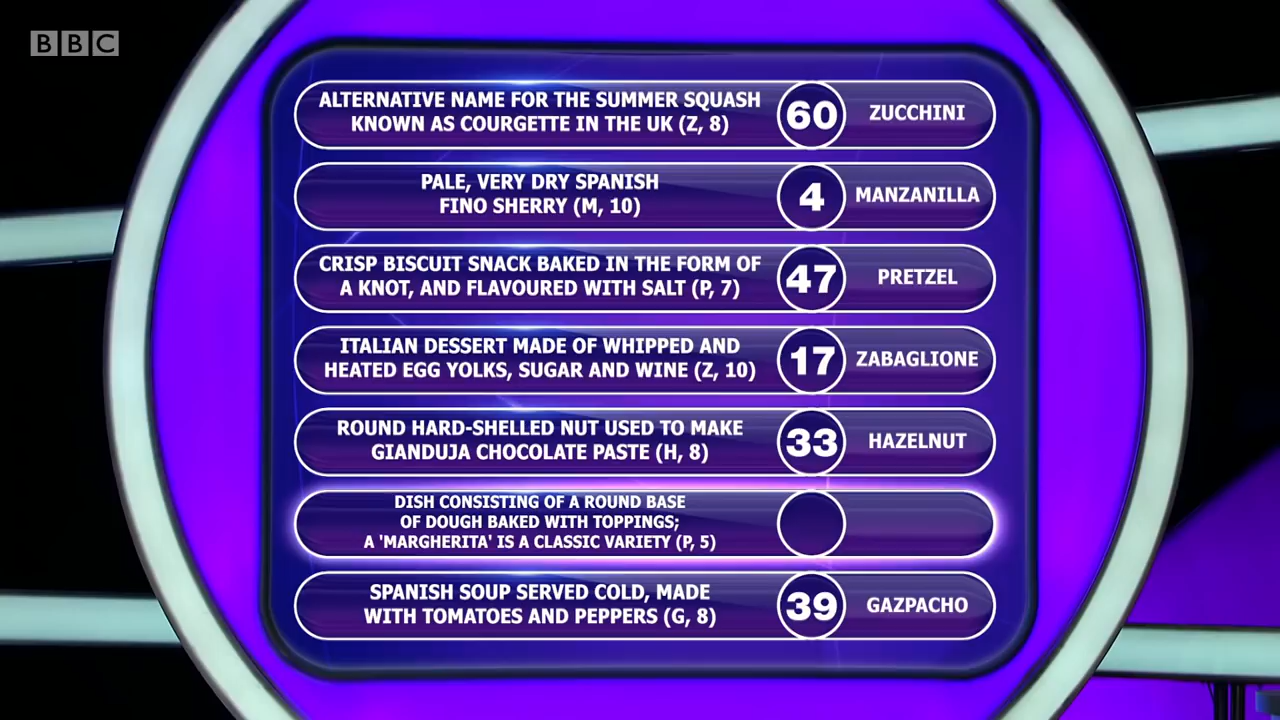 BBC
ALTERNATIVE NAME FOR THE SUMMER SQUASH
KNOWN AS COURGETTE IN THE UK (Z, 8)
60
ZUCCHINI
PALE, VERY DRY SPANISH
FINO SHERRY (M, 10)
4
MANZANILLA
CRISP BISCUIT SNACK BAKED IN THE FORM OF
A KNOT, AND FLAVOURED WITH SALT (P, 7)
47
PRETZEL
ITALIAN DESSERT MADE OF WHIPPED AND
HEATED EGG YOLKS, SUGAR AND WINE (Z, 10)
17
ZABAGLIONE
ROUND HARD-SHELLED NUT USED TO MAKE
GIANDUJA CHOCOLATE PASTE (H, 8)
33
HAZELNUT
DISH CONSISTING OF A ROUND BASE
OF DOUGH BAKED WITH TOPPINGS;
A 'MARGHERITA' IS A CLASSIC VARIETY (P, 5)
SPANISH SOUP SERVED COLD, MADE
WITH TOMATOES AND PEPPERS (G, 8)
39
GAZPACHO